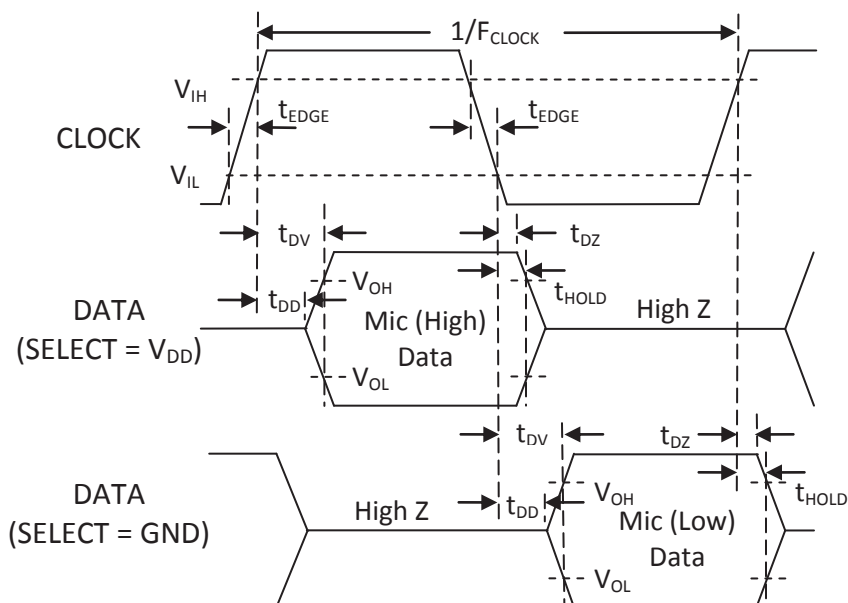 1/F_CLOCK
V_IH
t_EDGE
t_EDGE
CLOCK
V_IL
t_DV
t_DZ
V_OH
t_DD
t_HOLD
DATA
(SELECT = V_DD)
Mic (High)
Data
High Z
V_OL
t_DV
t_DZ
DATA
(SELECT = GND)
High Z
t_DD
V_OH
Mic (Low)
Data
t_HOLD
V_OL